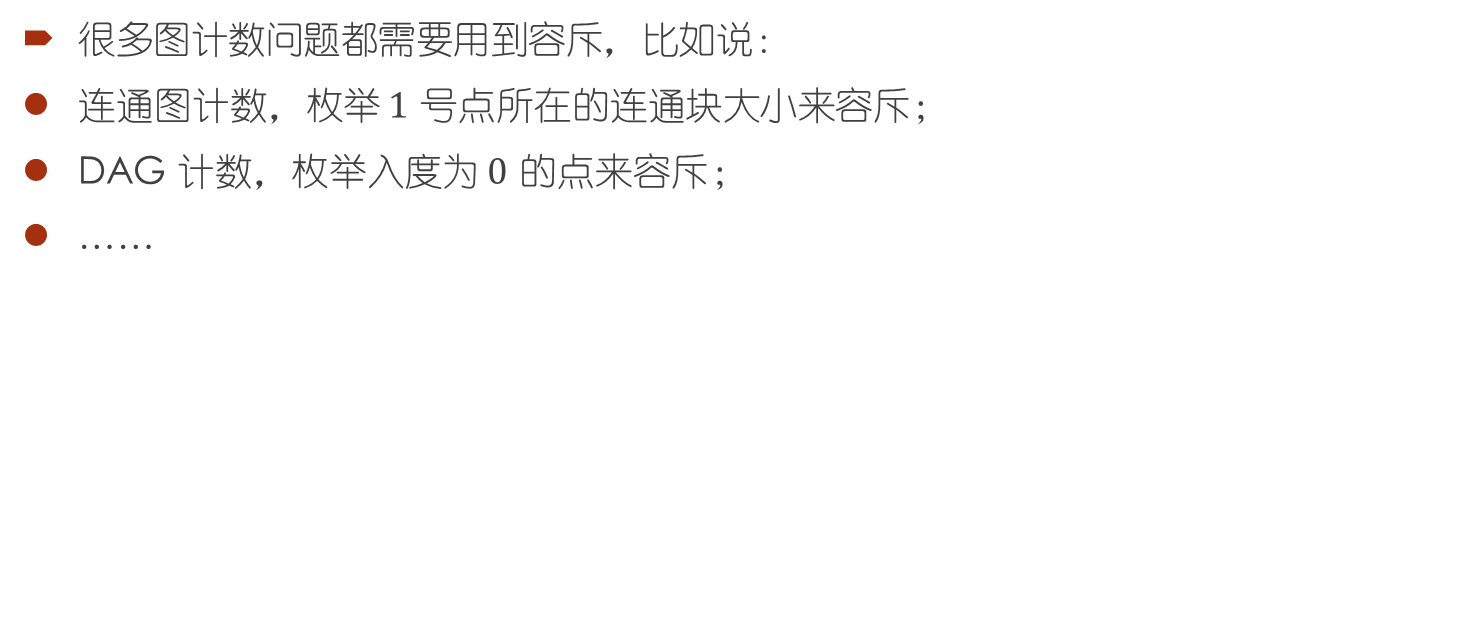 很多图计数问题都需要用到容斥，比如说：
连通图计数，枚举 1 号点所在的连通块大小来容斥；
DAG 计数，枚举入度为 0 的点来容斥；
……